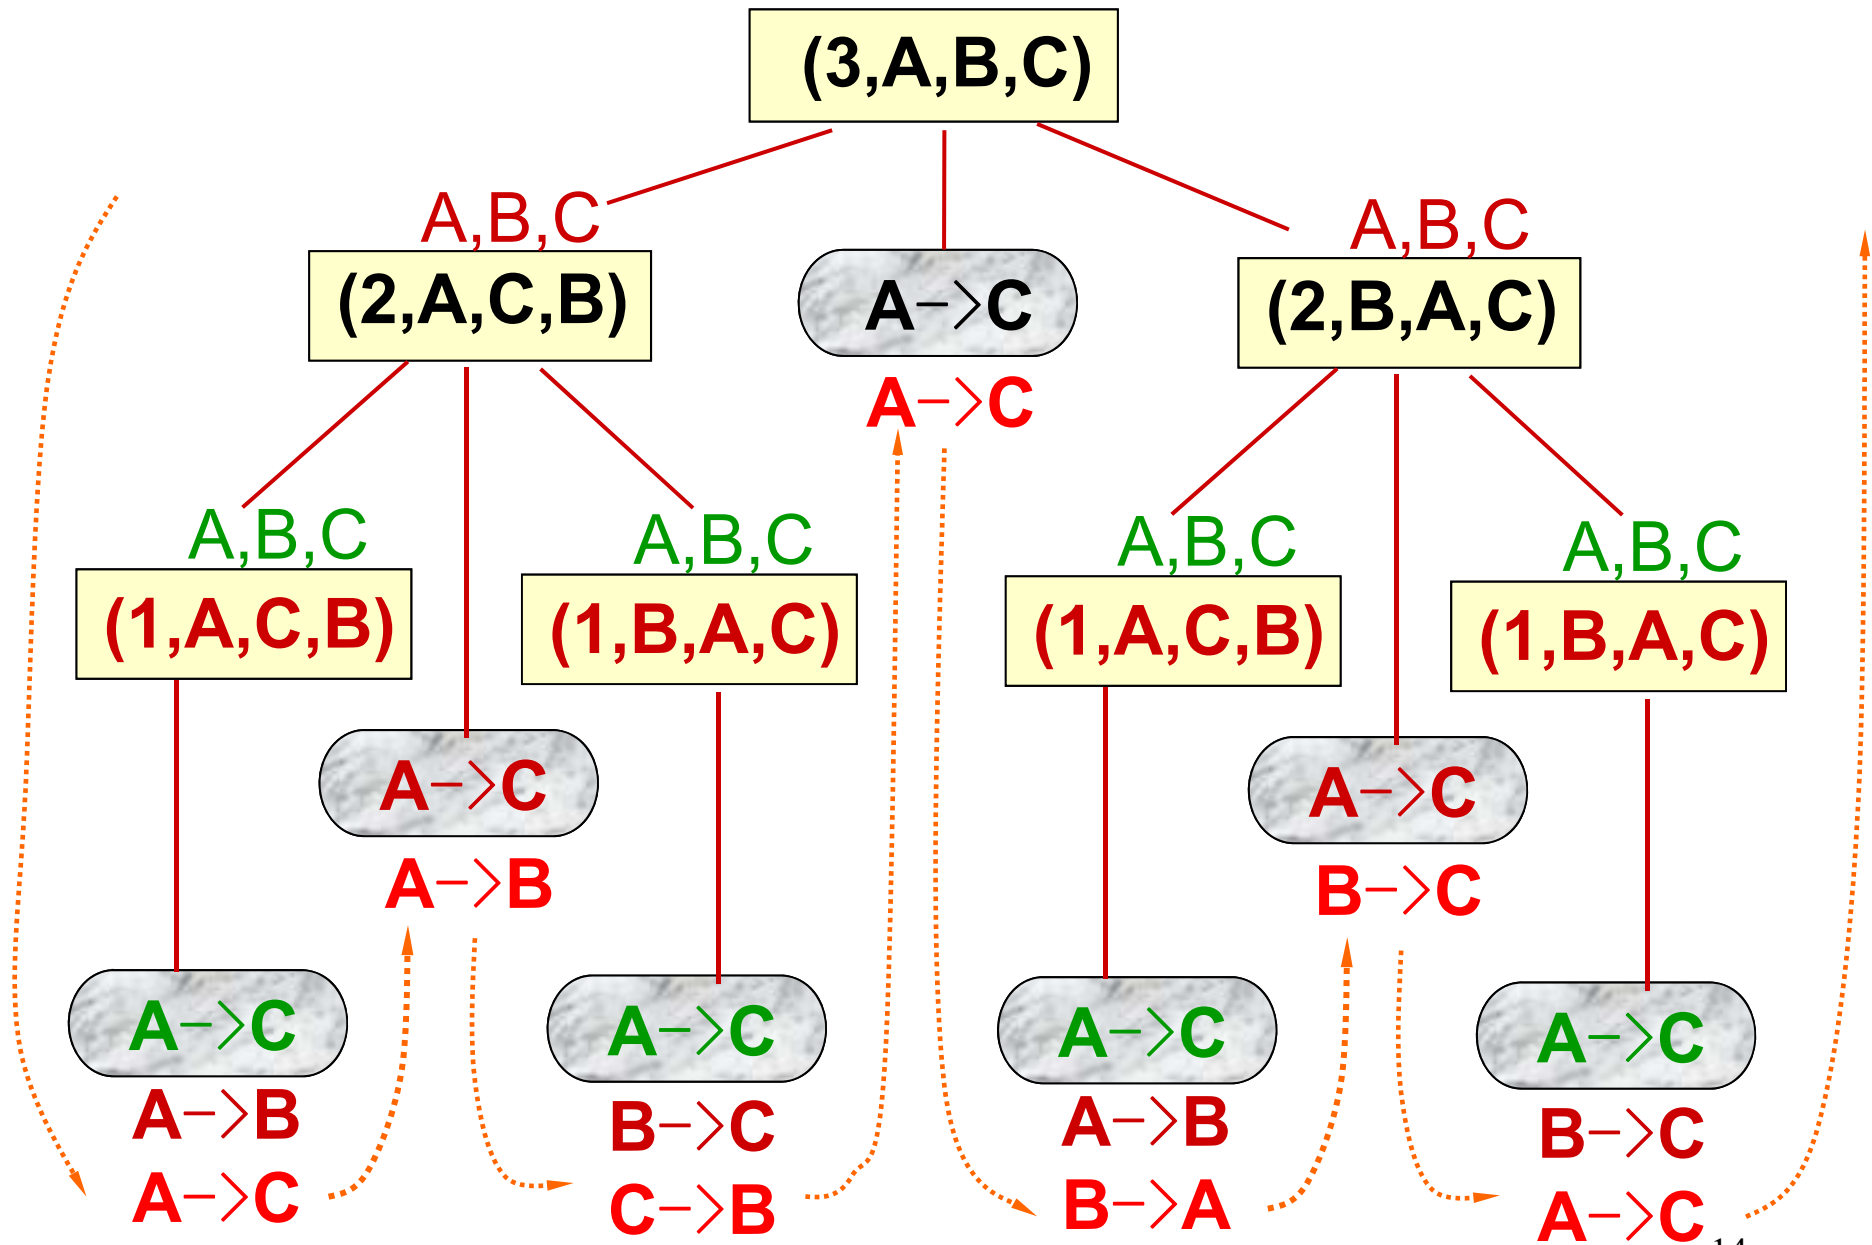 (3,A,B,C)
A,B,C
A,B,C
(2,A,C,B)
A->C
(2,B,A,C)
A->C
A,B,C
A,B,C
A,B,C
A,B,C
(1,A,C,B)
(1,B,A,C)
(1,A,C,B)
(1,B,A,C)
A->C
A->C
A->B
B->C
A->C
A->C
A->C
A->C
A->B
B->C
A->B
B->C
A->C
C->B
B->A
A->C